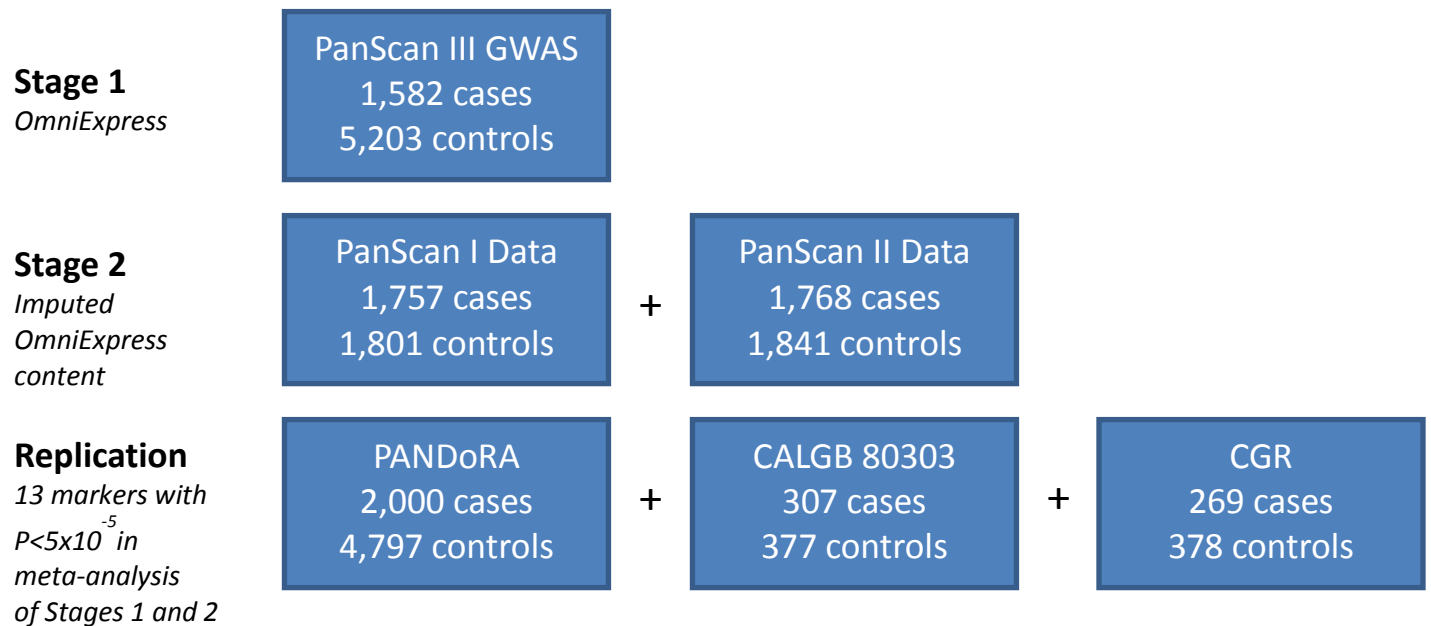 Stage 1
OmniExpress
PanScan III GWAS
1,582 cases
5,203 controls
Stage 2
Imputed
OmniExpress
content
PanScan I Data
1,757 cases
1,801 controls
+
PanScan II Data
1,768 cases
1,841 controls
Replication
13 markers with
P<5x10⁻⁵ in
meta-analysis
of Stages 1 and 2
PANDoRA
2,000 cases
4,797 controls
+
CALGB 80303
307 cases
377 controls
+
CGR
269 cases
378 controls